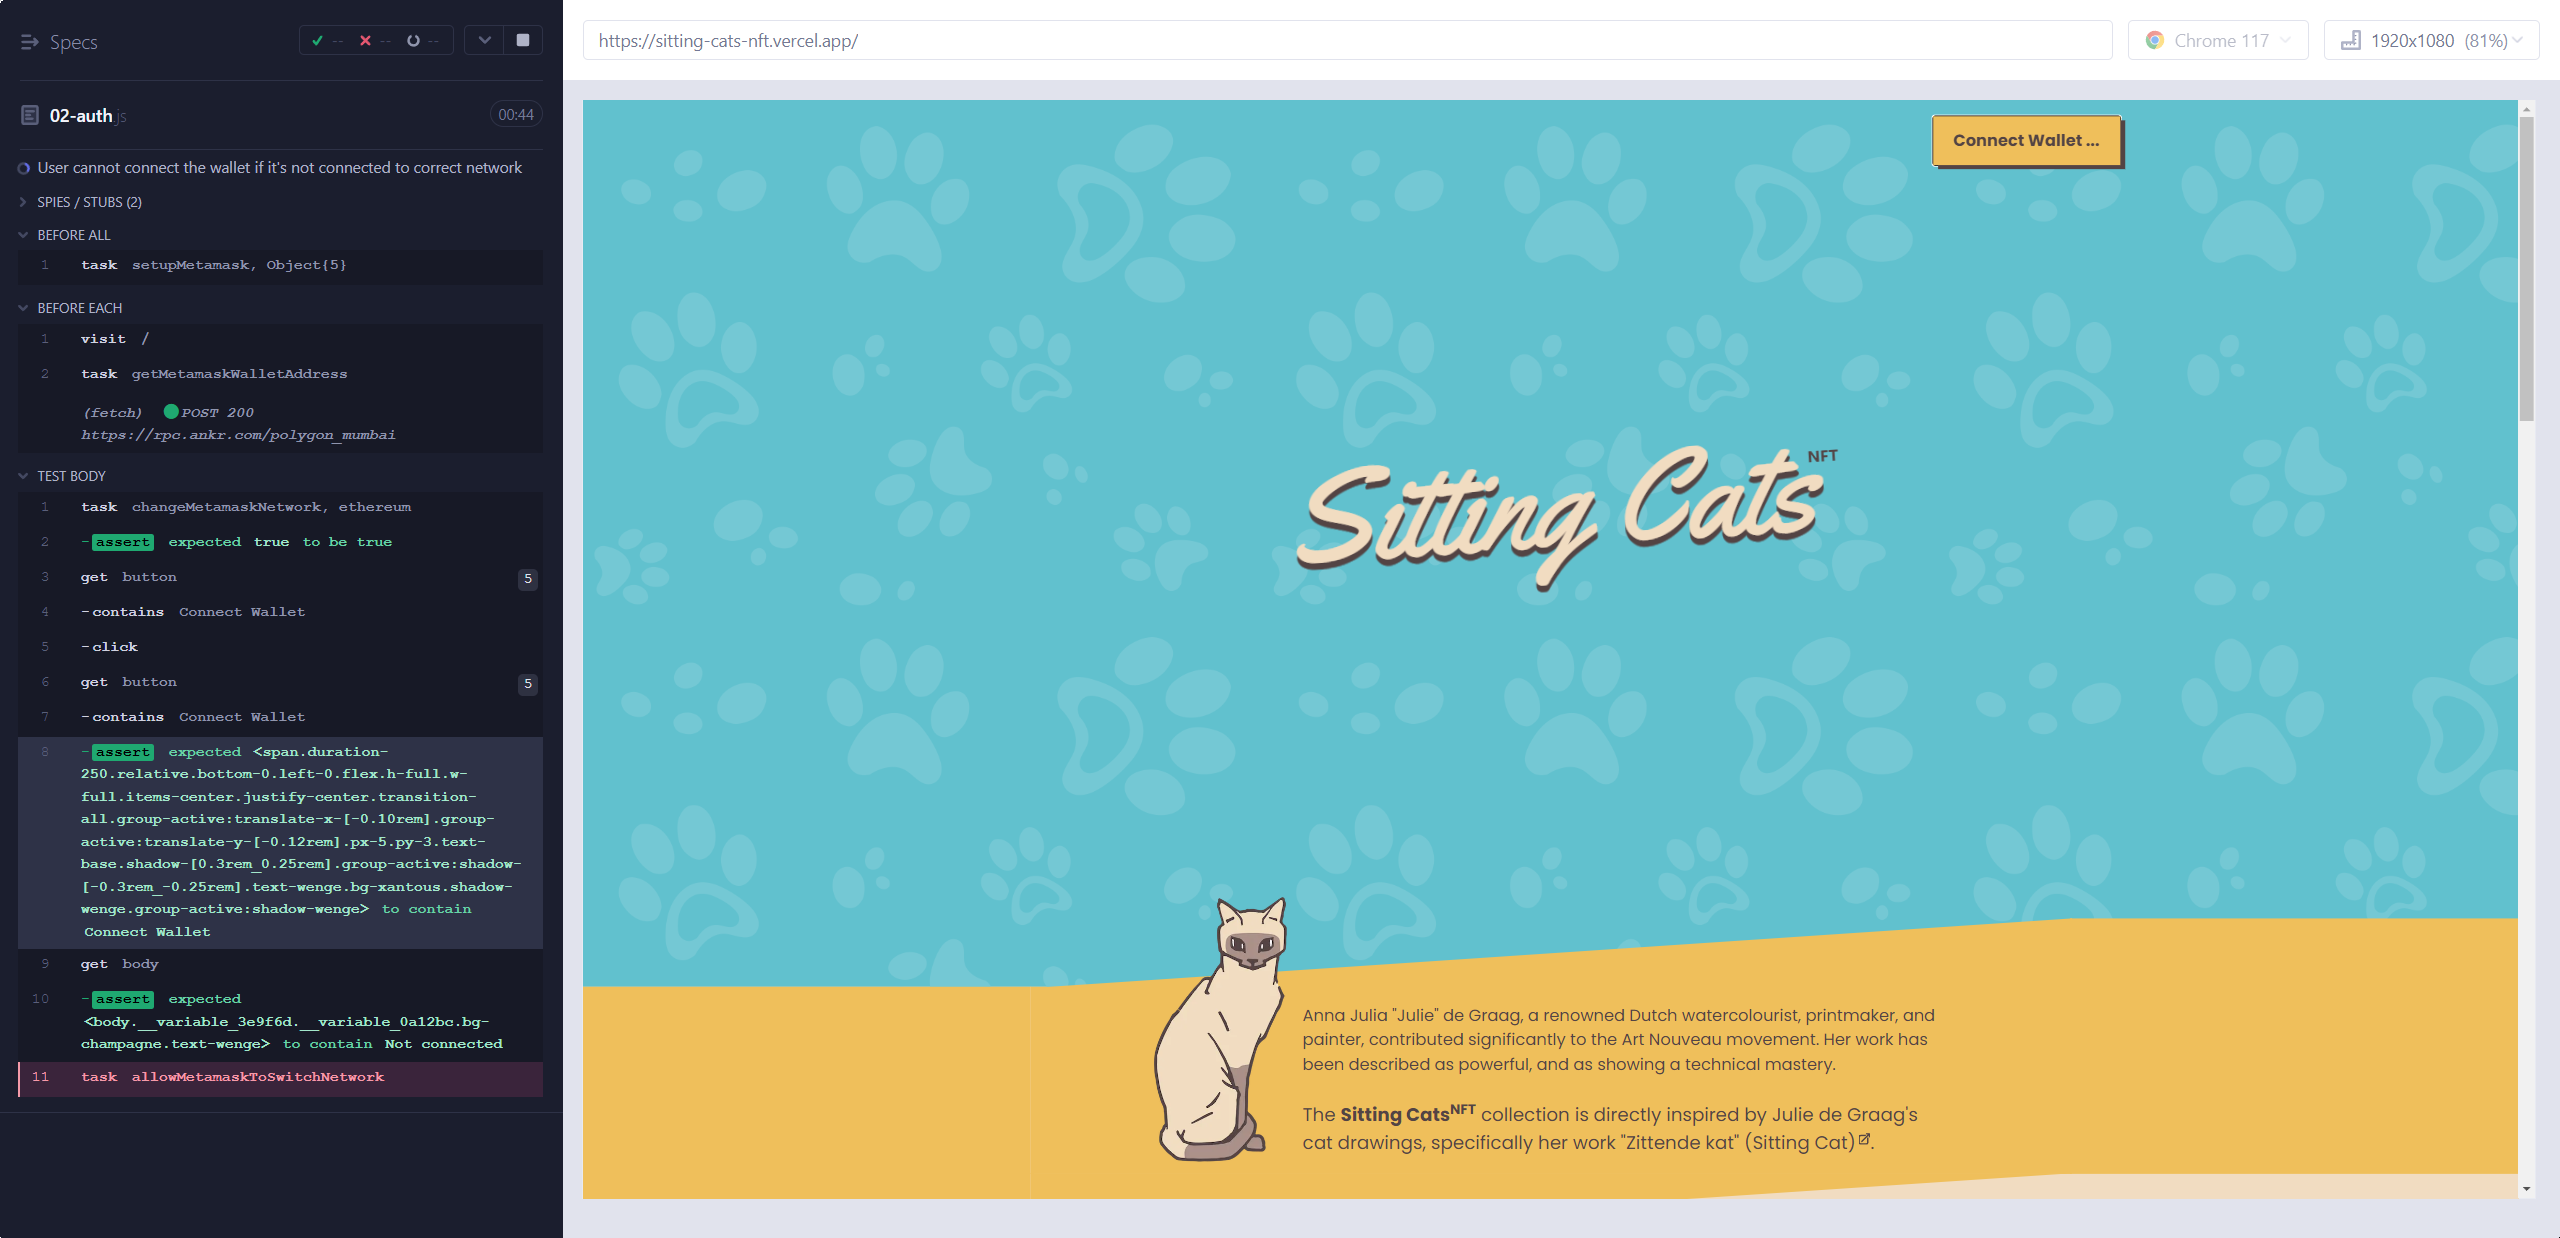 Specs
-- -- --
02-auth.js
00:44
User cannot connect the wallet if it's not connected to correct network
SPIES / STUBS (2)
BEFORE ALL
1 task setupMetamask, Object{5}
BEFORE EACH
1 visit /
2 task getMetamaskWalletAddress
(fetch) POST 200
https://rpc.ankr.com/polygon_mumbai
TEST BODY
1 task changeMetamaskNetwork, ethereum
2 -assert expected true to be true
3 get button 5
4 -contains Connect Wallet
5 -click
6 get button 5
7 -contains Connect Wallet
8 -assert expected <span.duration-
250.relative.bottom-0.left-0.flex.h-full.w-
full.items-center.justify-center.transition-
all.group-active:translate-x-[-0.10rem].group-
active:translate-y-[-0.12rem].px-5.py-3.text-
base.shadow-[0.3rem_0.25rem].group-active:shadow-
[-0.3rem_-0.25rem].text-wenge.bg-xantous.shadow-
wenge.group-active:shadow-wenge> to contain
Connect Wallet
9 get body
10 -assert expected
<body.__variable_3e9f6d.__variable_0a12bc.bg-
champagne.text-wenge> to contain Not connected
11 task allowMetamaskToSwitchNetwork
https://sitting-cats-nft.vercel.app/
Chrome 117
1920x1080 (81%)
Connect Wallet ...
Sitting Cats NFT
Anna Julia "Julie" de Graag, a renowned Dutch watercolourist, printmaker, and
painter, contributed significantly to the Art Nouveau movement. Her work has
been described as powerful, and as showing a technical mastery.
The Sitting CatsNFT collection is directly inspired by Julie de Graag's
cat drawings, specifically her work "Zittende kat" (Sitting Cat).